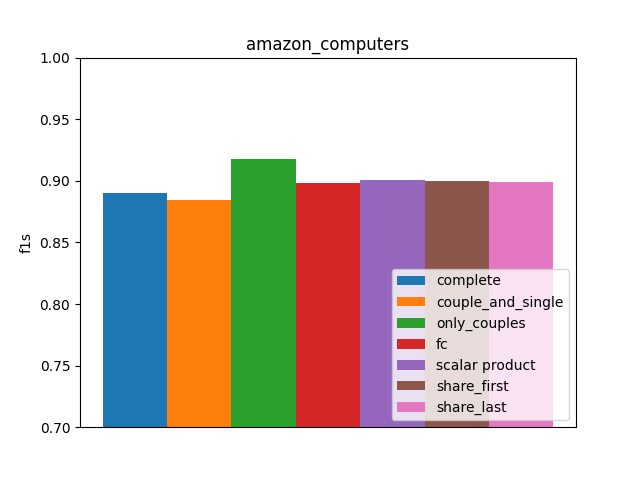 amazon_computers
1.00
0.95
0.90
0.85
0.80
0.75
0.70
f1s
complete
couple_and_single
only_couples
fc
scalar product
share_first
share_last